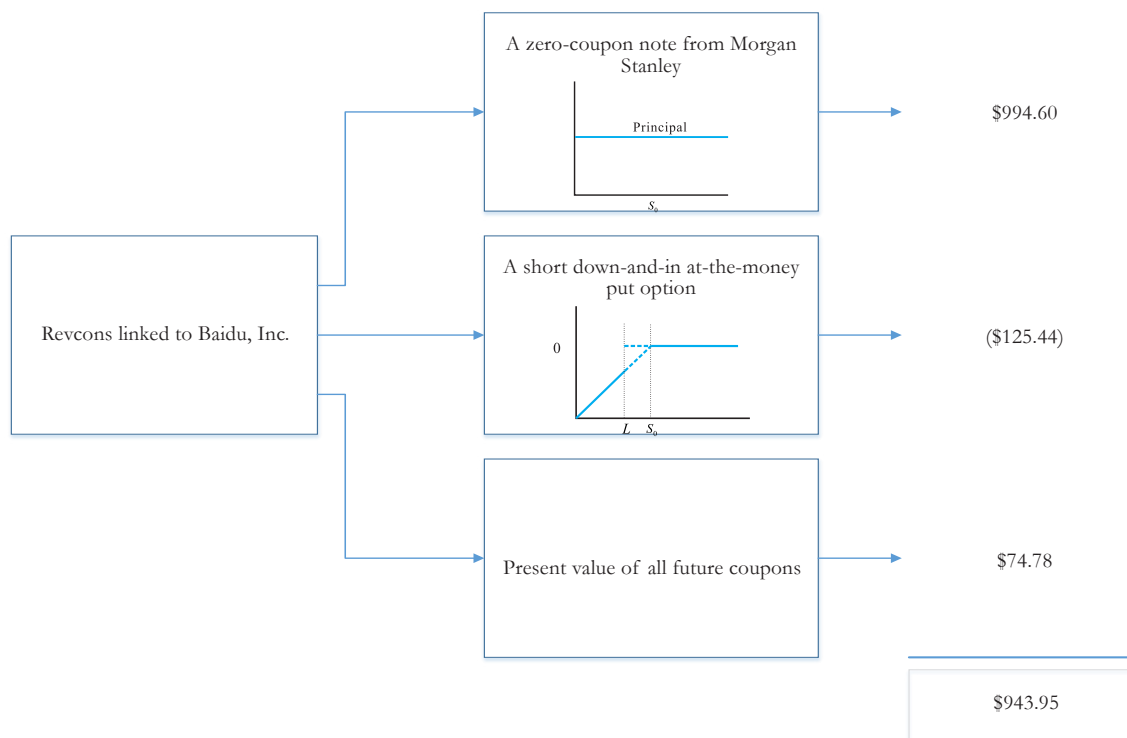 A zero-coupon note from Morgan
Stanley
Principal
S₀
$994.60
Revcons linked to Baidu, Inc.
A short down-and-in at-the-money
put option
0
L S₀
($125.44)
Present value of all future coupons
$74.78
$943.95